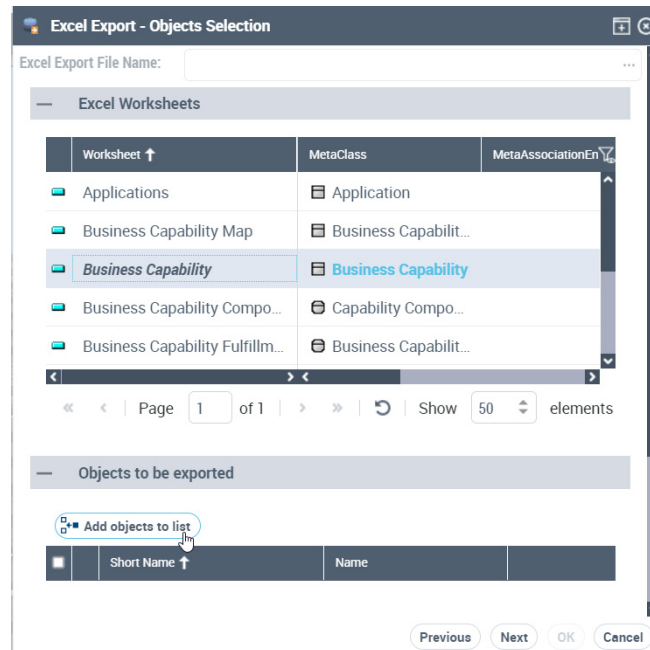 Excel Export - Objects Selection
Excel Export File Name: ...
Excel Worksheets
Worksheet MetaClass MetaAssociationEn
Applications Application
Business Capability Map Business Capabilit...
Business Capability Business Capability
Business Capability Compo... Capability Compo...
Business Capability Fulfillm... Business Capabilit...
Page 1 of 1 Show 50 elements
Objects to be exported
Add objects to list
Short Name Name
Previous Next OK Cancel